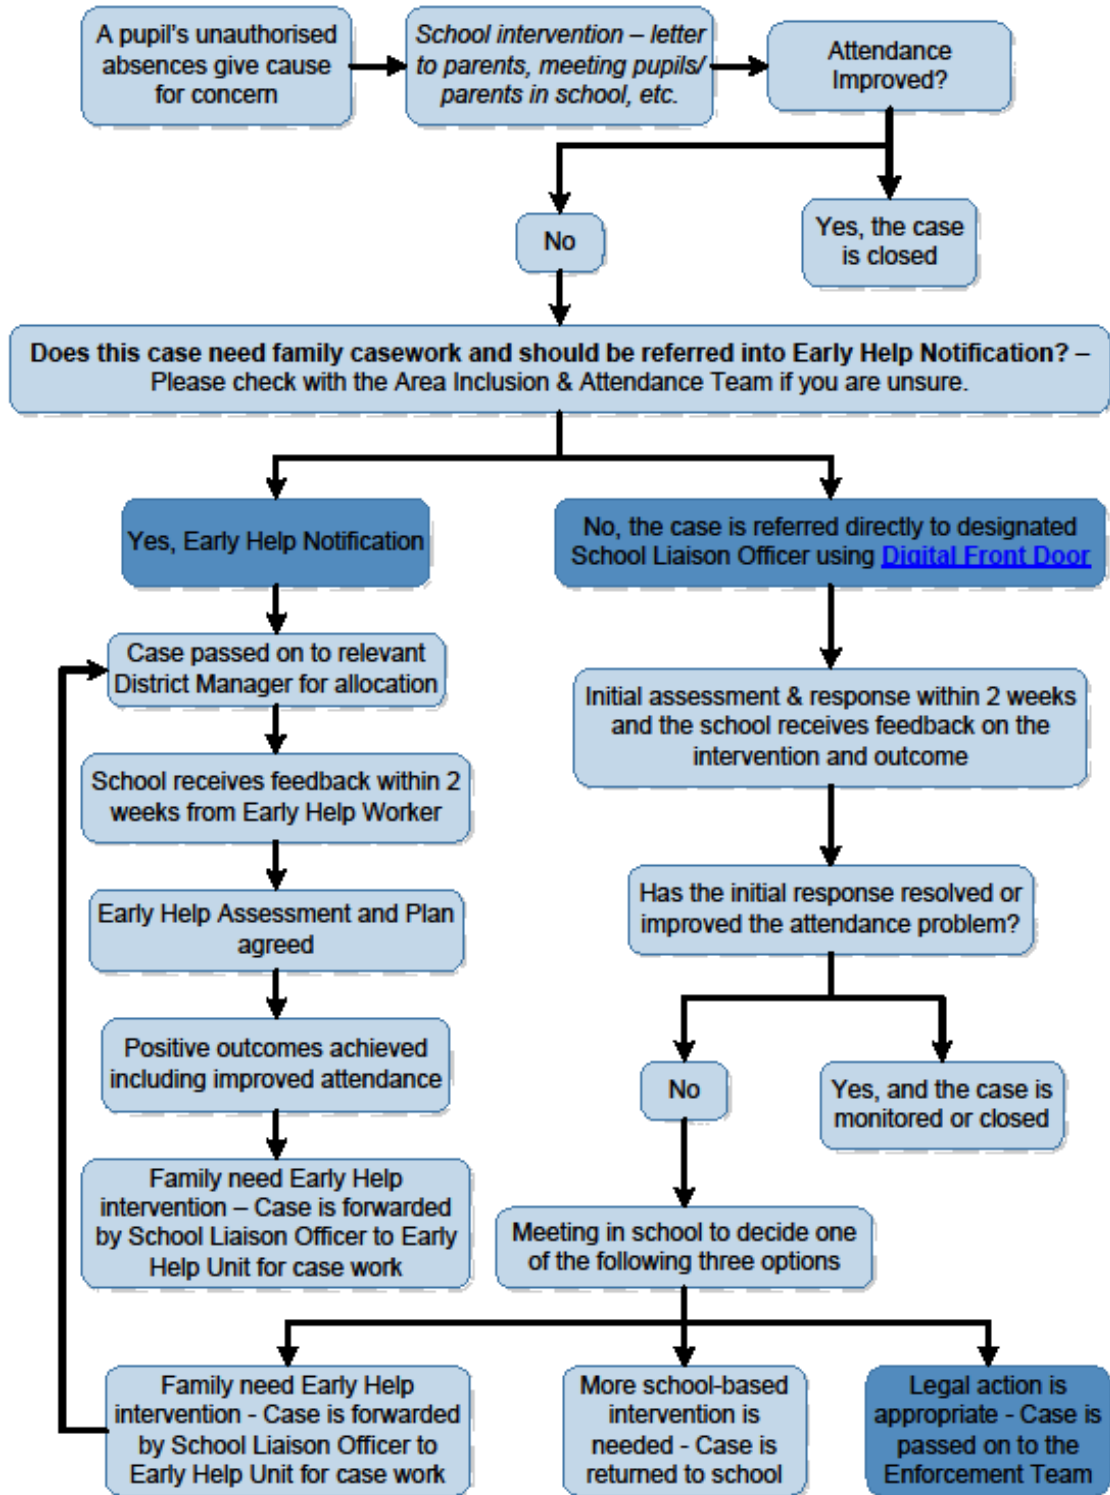 A pupil's unauthorised
absences give cause
for concern
School intervention – letter
to parents, meeting pupils/
parents in school, etc.
Attendance
Improved?
No
Yes, the case
is closed
Does this case need family casework and should be referred into Early Help Notification? –
Please check with the Area Inclusion & Attendance Team if you are unsure.
Yes, Early Help Notification
No, the case is referred directly to designated
School Liaison Officer using Digital Front Door
Case passed on to relevant
District Manager for allocation
School receives feedback within 2
weeks from Early Help Worker
Early Help Assessment and Plan
agreed
Positive outcomes achieved
including improved attendance
Family need Early Help
intervention – Case is forwarded
by School Liaison Officer to Early
Help Unit for case work
Initial assessment & response within 2 weeks
and the school receives feedback on the
intervention and outcome
Has the initial response resolved or
improved the attendance problem?
No
Yes, and the case is
monitored or closed
Meeting in school to decide one
of the following three options
Family need Early Help
intervention - Case is forwarded
by School Liaison Officer to
Early Help Unit for case work
More school-based
intervention is
needed - Case is
returned to school
Legal action is
appropriate - Case is
passed on to the
Enforcement Team